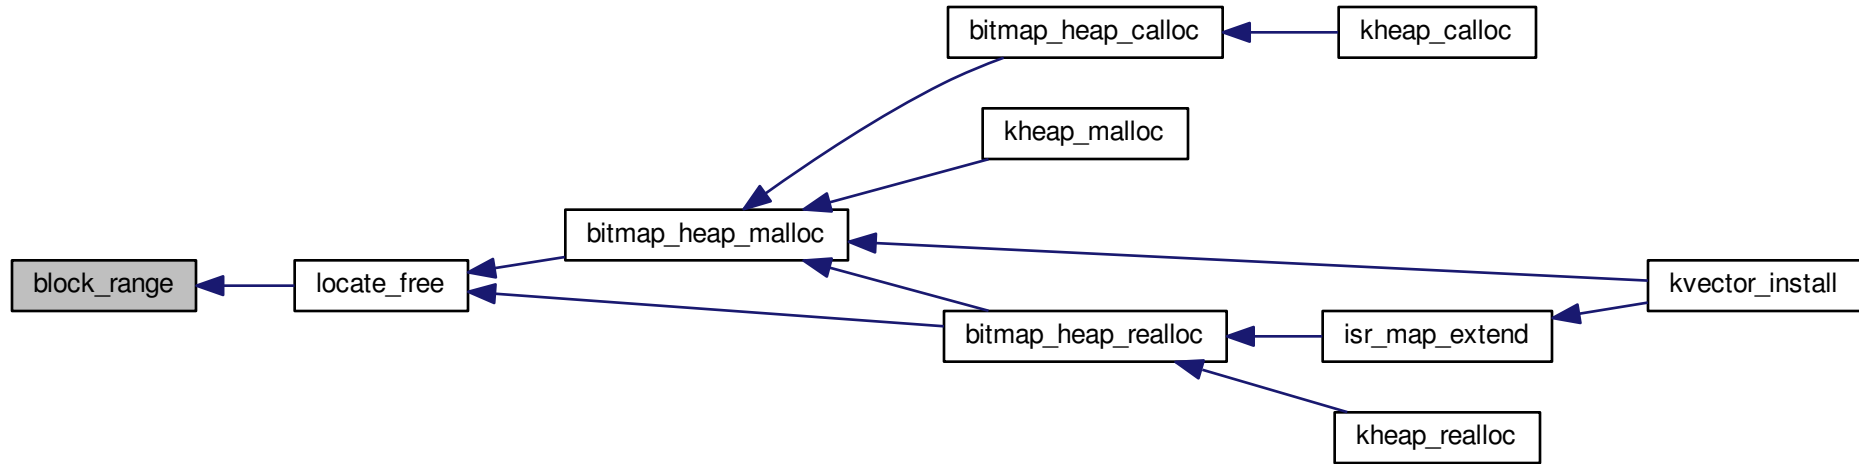 bitmap_heap_calloc
kheap_calloc
kheap_malloc
bitmap_heap_malloc
block_range
locate_free
kvector_install
bitmap_heap_realloc
isr_map_extend
kheap_realloc